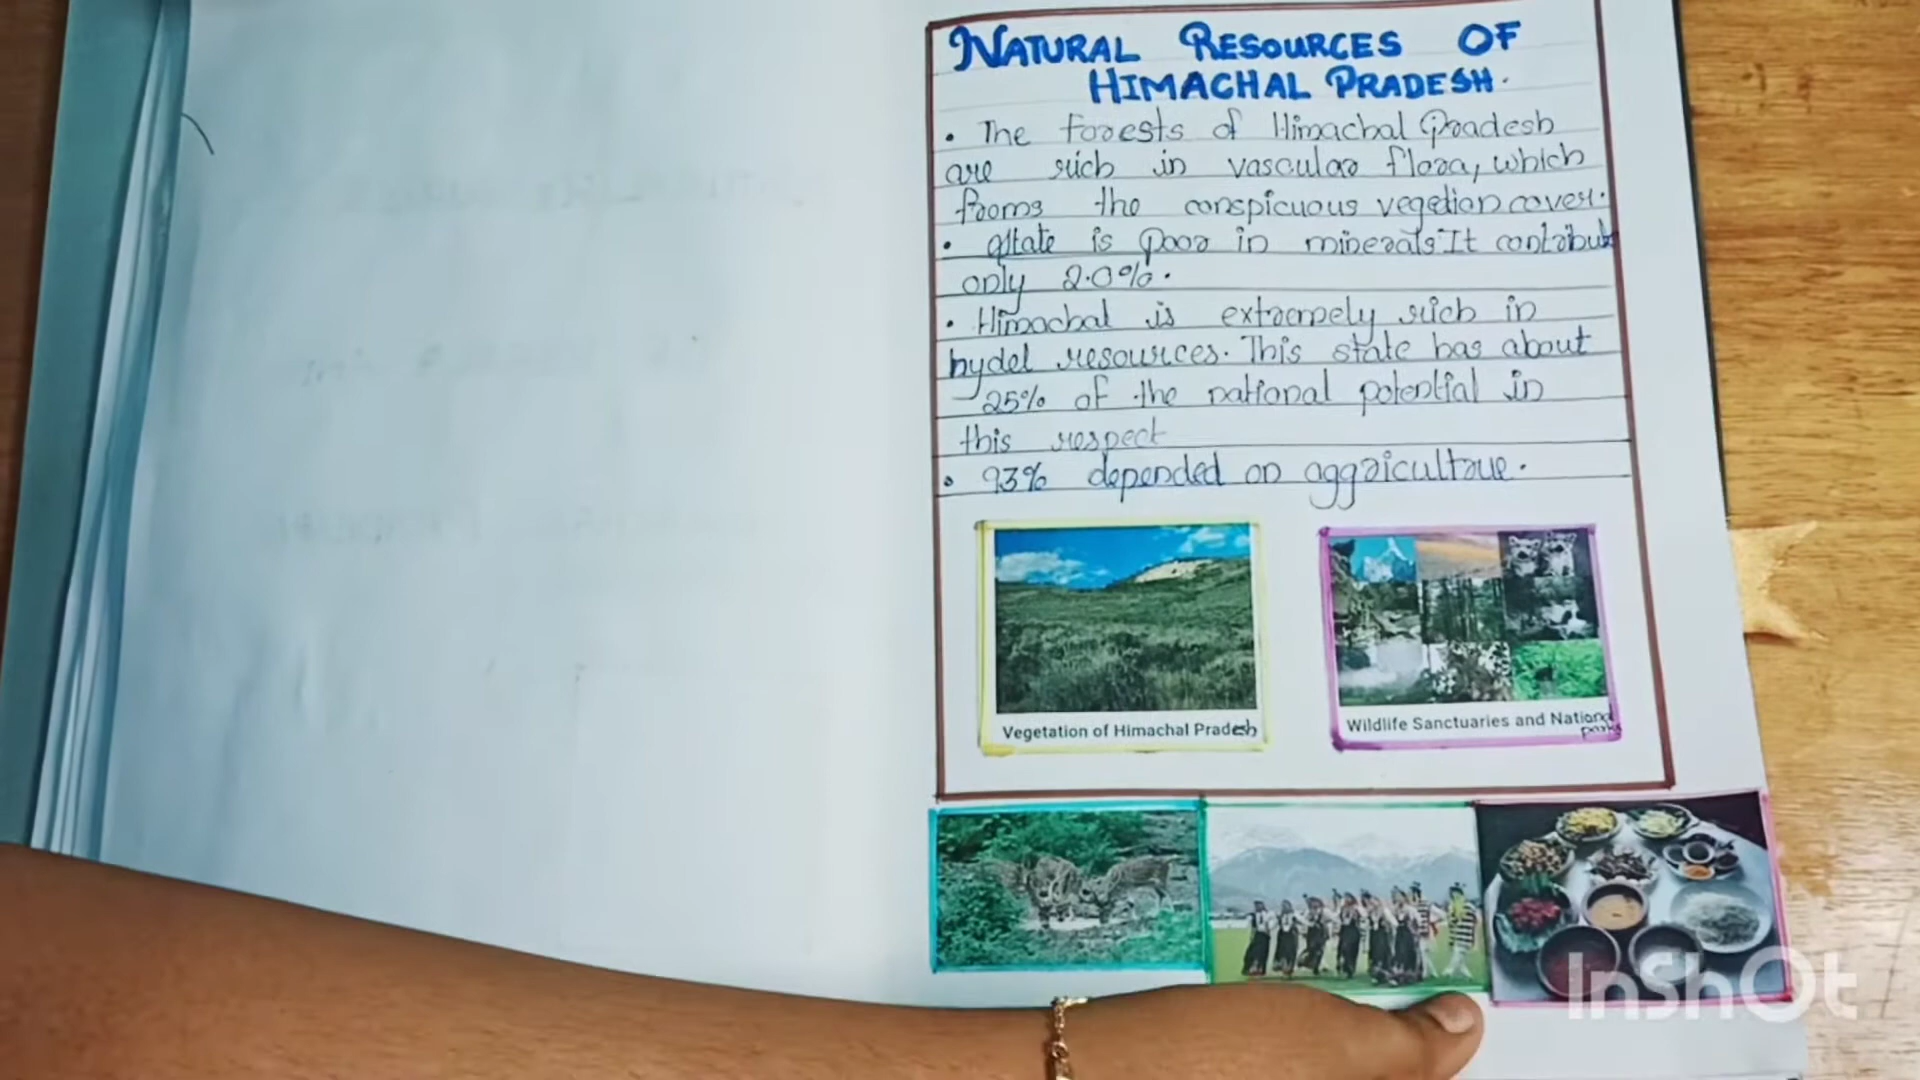 NATURAL RESOURCES OF
HIMACHAL PRADESH.
• The forests of Himachal Pradesh
are rich in vascular flora, which
frooms the conspicuous vegetion cover.
• State is poor in minerals. It contribut
only 2.0%.
• Himachal is extremely rich in
hydel resources. This state has about
25% of the national potential in
this respect
• 93% depended on aggricultrue.
Vegetation of Himachal Pradesh
Wildlife Sanctuaries and National
parks
InShOt